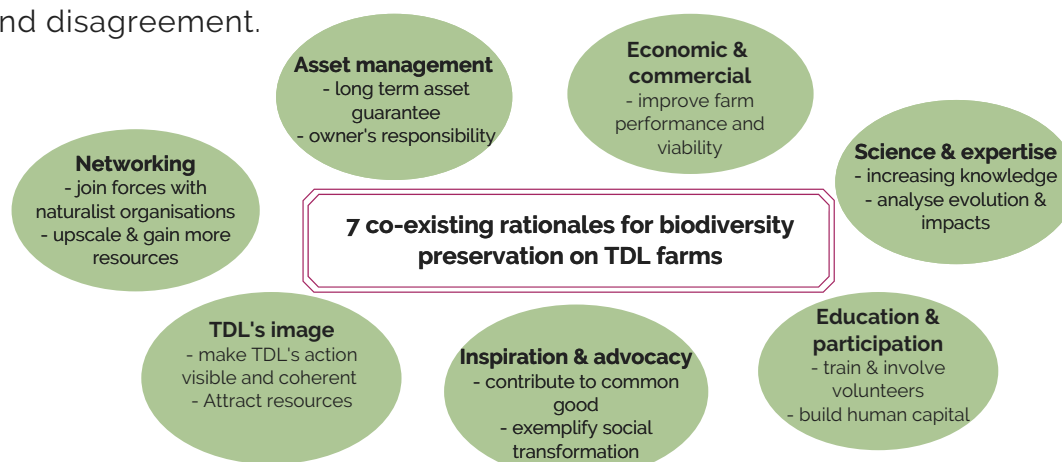 nd disagreement.
Asset management
- long term asset
guarantee
- owner's responsibility
Economic &
commercial
- improve farm
performance and
viability
Networking
- join forces with
naturalist organisations
- upscale & gain more
resources
Science & expertise
- increasing knowledge
- analyse evolution &
impacts
7 co-existing rationales for biodiversity
preservation on TDL farms
TDL's image
- make TDL's action
visible and coherent
- Attract resources
Inspiration & advocacy
- contribute to common
good
- exemplify social
transformation
Education &
participation
- train & involve
volunteers
- build human capital